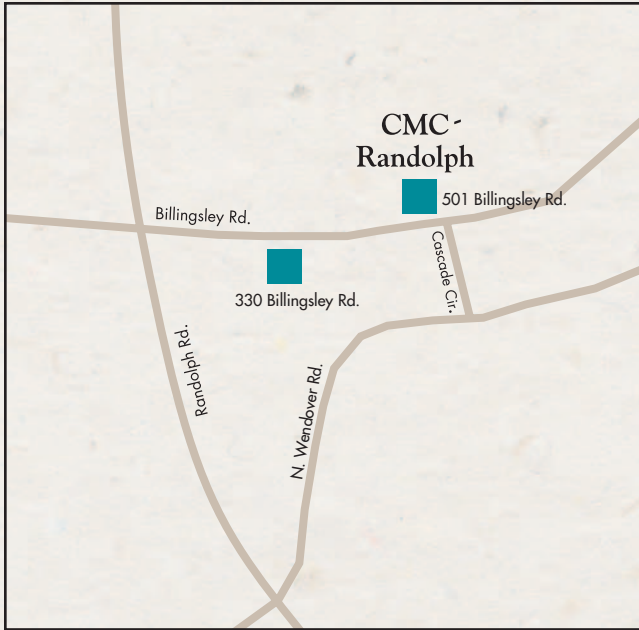 CMC -
Randolph
501 Billingsley Rd.
Billingsley Rd.
Cascade Cir.
330 Billingsley Rd.
Randolph Rd.
N. Wendover Rd.